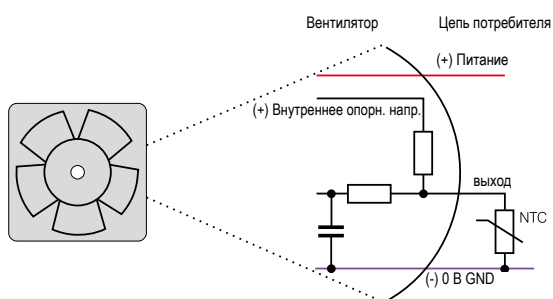 Вентилятор Цепь потребителя
(+) Питание
(+) Внутреннее опорн. напр.
выход
NTC
(-) 0 В GND